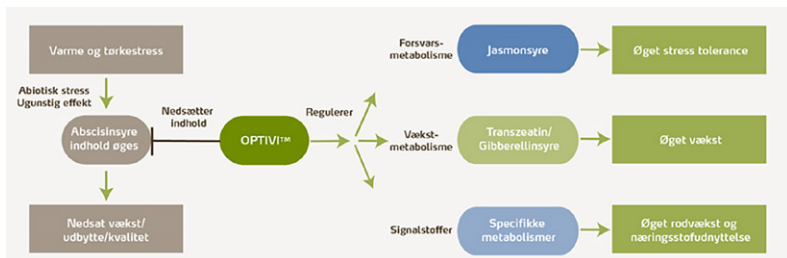 Varme og tørkestress
Abiotisk stress
Ugunstig effekt
Abscisinsyre
indhold øges
Nedsat vækst/
udbytte/kvalitet
Nedsætter
indhold
OPTIVI™
Regulerer
Forsvars-
metabolisme
Jasmonsyre
Øget stress tolerance
Vækst-
metabolisme
Transzeatin/
Gibberellinsyre
Øget vækst
Signalstoffer
Specifikke
metabolismer
Øget rodvækst og
næringsstofudnyttelse